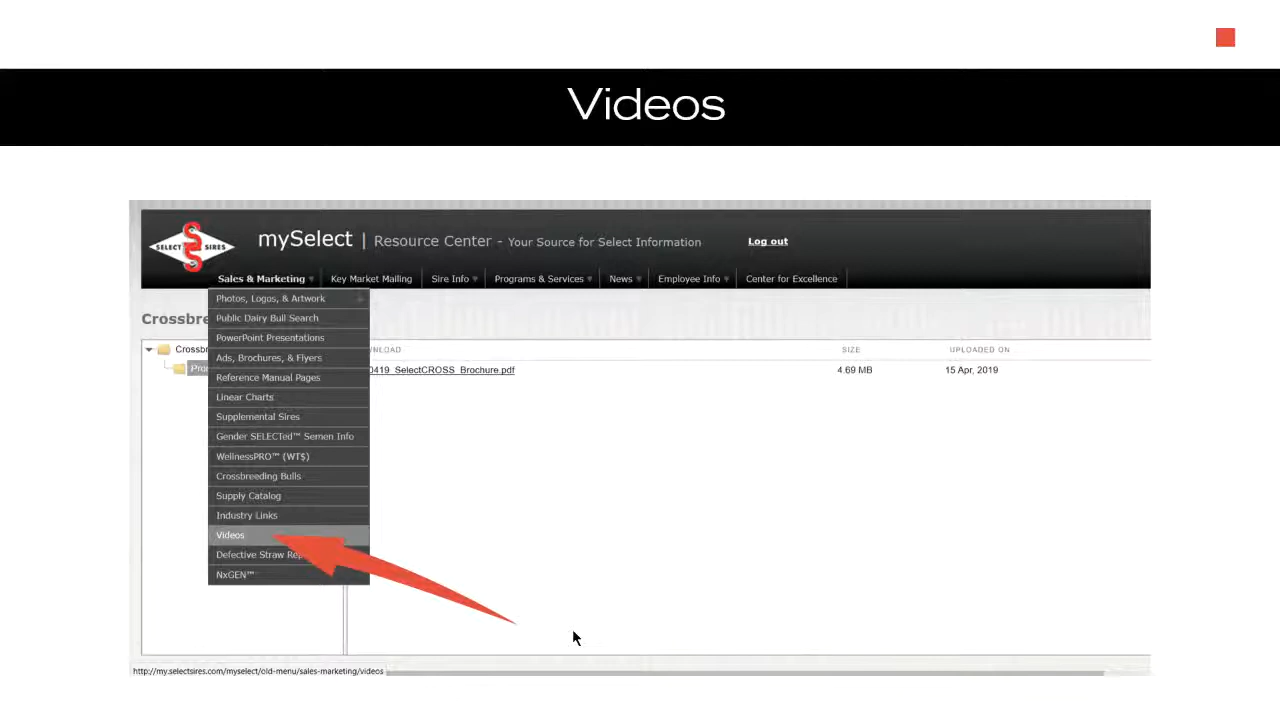 Videos
SELECT SIRES
mySelect | Resource Center - Your Source for Select Information
Log out
Sales & Marketing Key Market Mailing Sire Info Programs & Services News Employee Info Center for Excellence
Photos, Logos, & Artwork
Public Dairy Bull Search
PowerPoint Presentations
Ads, Brochures, & Flyers
Reference Manual Pages
Linear Charts
Supplemental Sires
Gender SELECTed™ Semen Info
WellnessPRO™ (WT$)
Crossbreeding Bulls
Supply Catalog
Industry Links
Videos
Defective Straw Rep
NxGEN™
Crossbre
Crossbr
Pro
WNLOAD SIZE UPLOADED ON
0419_SelectCROSS_Brochure.pdf 4.69 MB 15 Apr, 2019
http://my.selectsires.com/myselect/old-menu/sales-marketing/videos